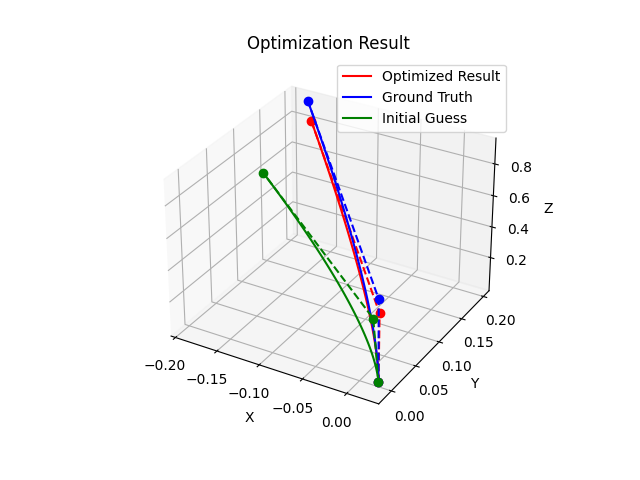 Optimization Result
Optimized Result
Ground Truth
Initial Guess
0.8
0.6
0.4
0.2
Z
0.20
0.15
0.10
0.05
0.00
Y
−0.20
−0.15
−0.10
−0.05
0.00
X